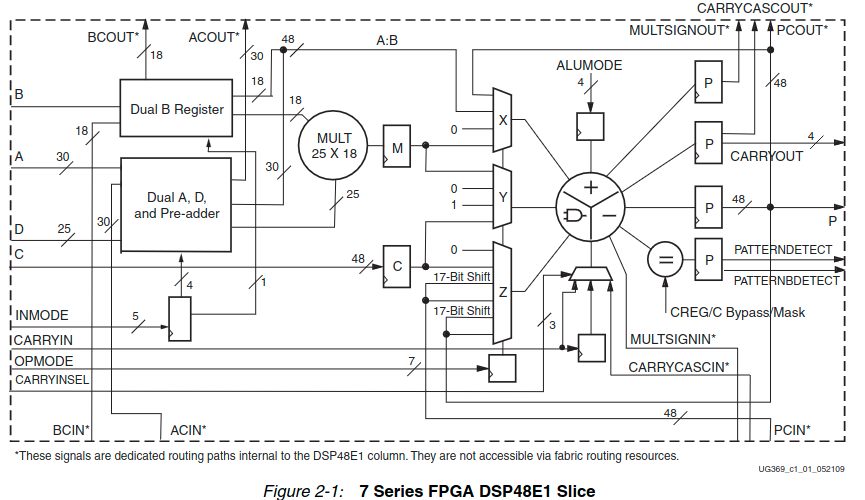 CARRYCASCOUT*
BCOUT* ACOUT* MULTSIGNOUT* PCOUT*
48 A:B
18 30
ALUMODE
18 4 48
B Dual B Register 18 X P
0
18 MULT 25 X 18 M P 4
A 30 CARRYOUT
30
Dual A, D, and Pre-adder 25 0 Y
1
+
–
P 48
30 P
D 25
C 48 C 0 = P PATTERNDETECT
17-Bit Shift PATTERNBDETECT
4 1 Z
17-Bit Shift CREG/C Bypass/Mask
INMODE 5 3
CARRYIN MULTSIGNIN*
OPMODE 7
CARRYCASCIN*
CARRYINSEL
48
BCIN* ACIN* PCIN*
*These signals are dedicated routing paths internal to the DSP48E1 column. They are not accessible via fabric routing resources.
UG369_c1_01_052109
Figure 2-1: 7 Series FPGA DSP48E1 Slice